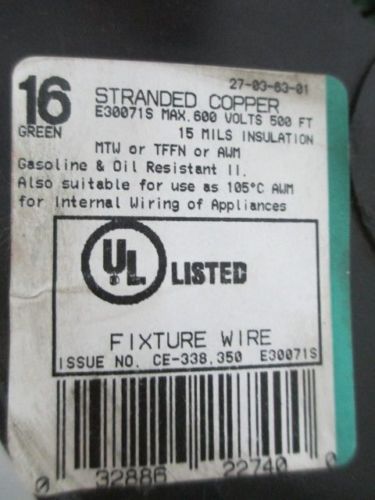 27-03-63-01
16 STRANDED COPPER
GREEN E30071S MAX.600 VOLTS 500 FT
15 MILS INSULATION
MTW or TFFN or AWM
Gasoline & Oil Resistant II.
Also suitable for use as 105°C AWM
for Internal Wiring of Appliances
UL LISTED
FIXTURE WIRE
ISSUE NO. CE-338,350 E30071S
0 32886 22740 0